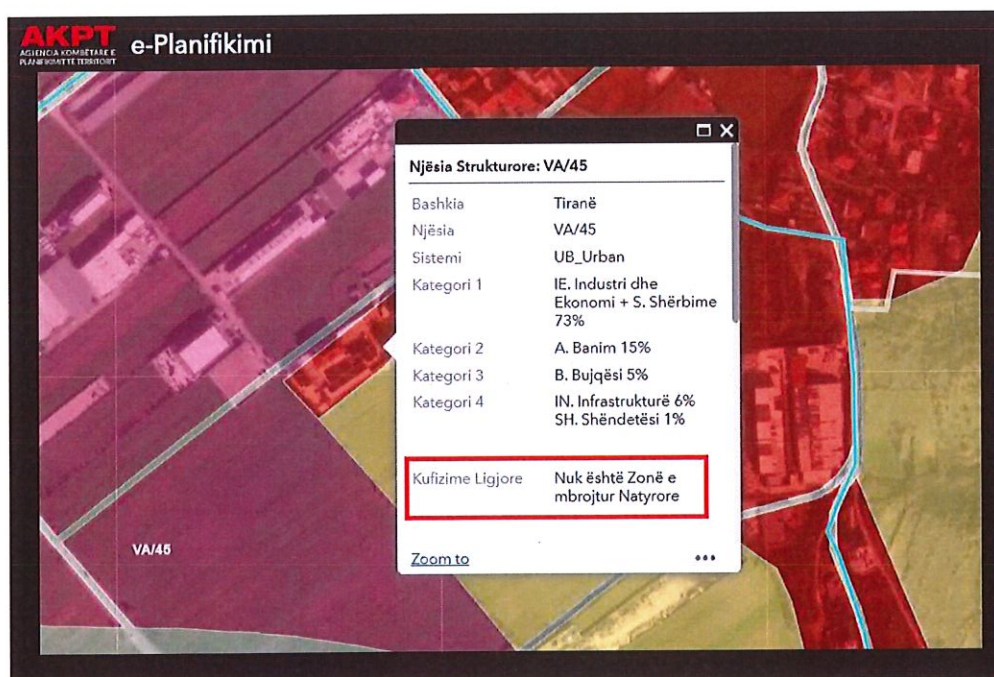 AKPT
AGJENCIA KOMBËTARE E
PLANIFIKIMIT TË TERRITORIT
e-Planifikimi
Njësia Strukturore: VA/45
Bashkia Tiranë
Njësia VA/45
Sistemi UB_Urban
Kategori 1 IE. Industri dhe
Ekonomi + S. Shërbime
73%
Kategori 2 A. Banim 15%
Kategori 3 B. Bujqësi 5%
Kategori 4 IN. Infrastrukturë 6%
SH. Shëndetësi 1%
Kufizime Ligjore Nuk është Zonë e
mbrojtur Natyrore
Zoom to
VA/45